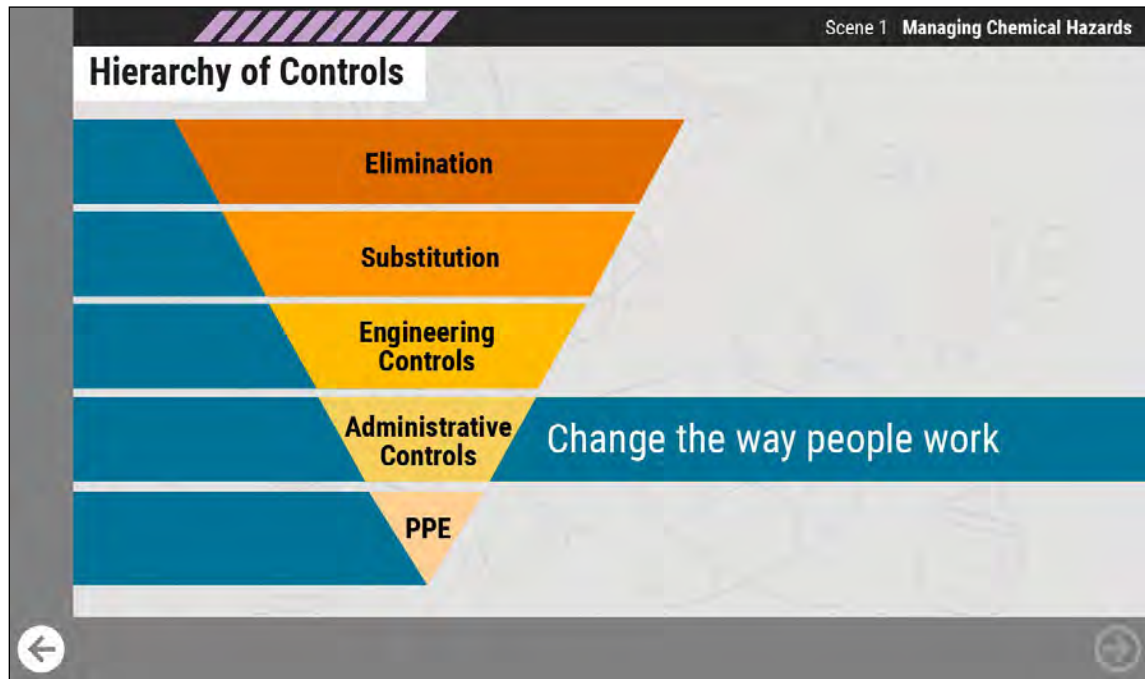 Scene 1 Managing Chemical Hazards
Hierarchy of Controls
Elimination
Substitution
Engineering
Controls
Administrative
Controls
Change the way people work
PPE